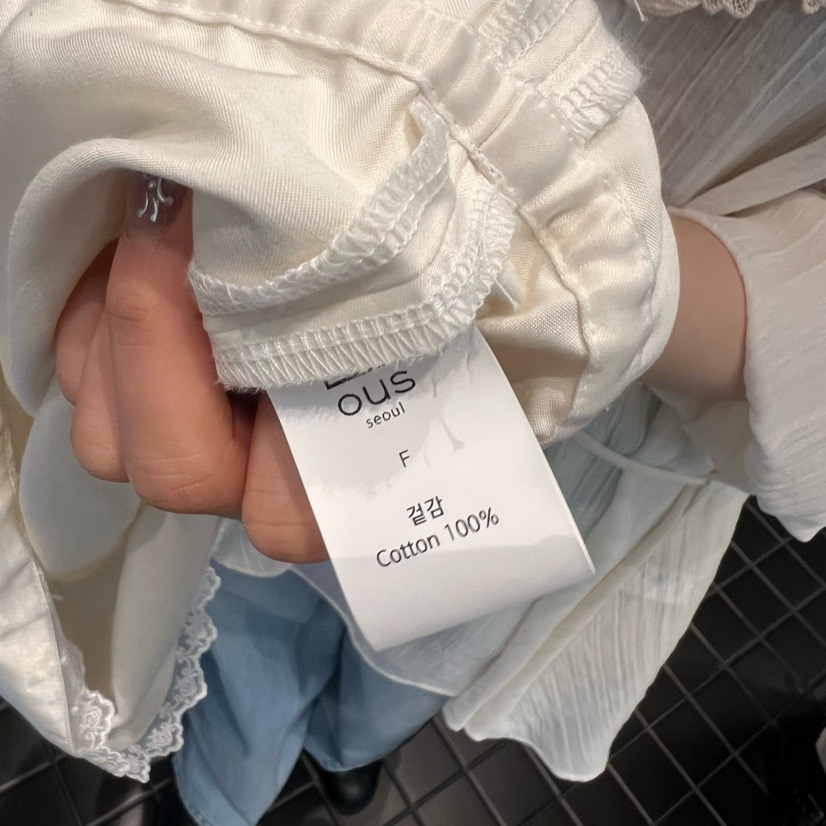 ous
seoul
F
겉감
Cotton 100%